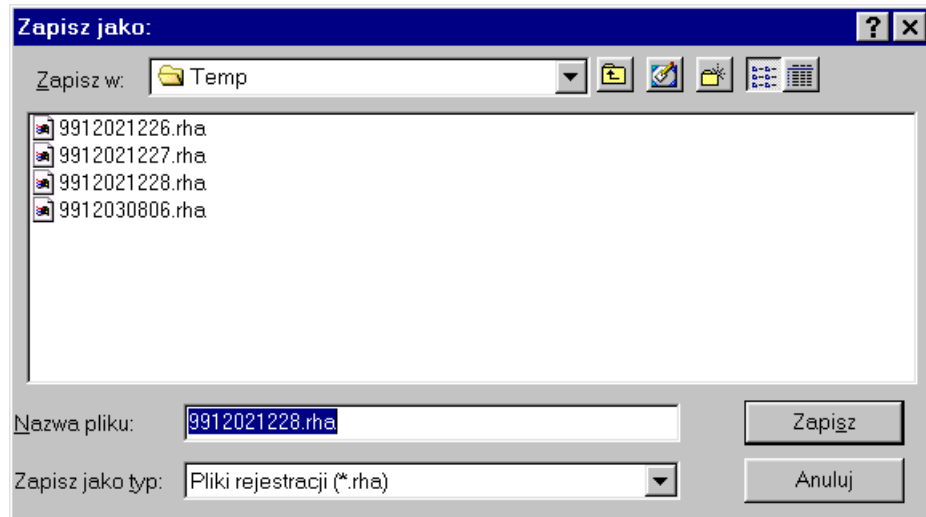 Zapisz jako:
Zapisz w: Temp
9912021226.rha
9912021227.rha
9912021228.rha
9912030806.rha
Nazwa pliku: 9912021228.rha Zapisz
Zapisz jako typ: Pliki rejestracji (*.rha) Anuluj